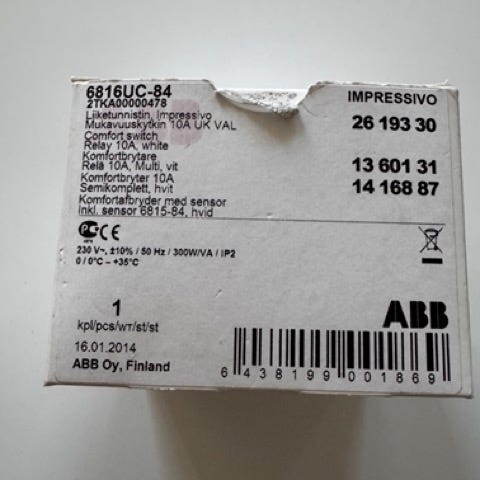 6816UC-84
2TKA00000478
IMPRESSIVO
Liiketunnistin, Impressivo
Mukavuuskytkin 10A UK VAL
26 193 30
Comfort switch
Relay 10A, white
Komfortbrytare
Relä 10A, Multi, vit
13 601 31
Komfortbryter 10A
Semikomplett, hvit
14 168 87
Komfortafbryder med sensor
inkl. sensor 6815-84, hvid
CE
230 V~, ±10% / 50 Hz / 300W/VA / IP2
0 / 0°C – +35°C
1
kpl/pcs/wт/st/st
ABB
16.01.2014
ABB Oy, Finland
6 438199 001869